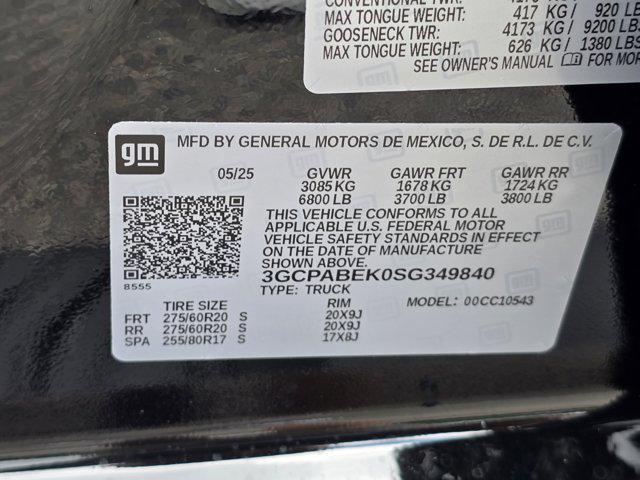 MAX TONGUE WEIGHT: 417 KG / 920 LB
GOOSENECK TWR: 4173 KG / 9200 LBS
MAX TONGUE WEIGHT: 626 KG / 1380 LBS
SEE OWNER'S MANUAL FOR MOR
gm
MFD BY GENERAL MOTORS DE MEXICO, S. DE R.L. DE C.V.
05/25 GVWR GAWR FRT GAWR RR
3085 KG 1678 KG 1724 KG
6800 LB 3700 LB 3800 LB
THIS VEHICLE CONFORMS TO ALL
APPLICABLE U.S. FEDERAL MOTOR
VEHICLE SAFETY STANDARDS IN EFFECT
ON THE DATE OF MANUFACTURE
SHOWN ABOVE.
3GCPABEK0SG349840
8555
TYPE: TRUCK MODEL: 00CC10543
TIRE SIZE RIM
FRT 275/60R20 S 20X9J
RR 275/60R20 S 20X9J
SPA 255/80R17 S 17X8J